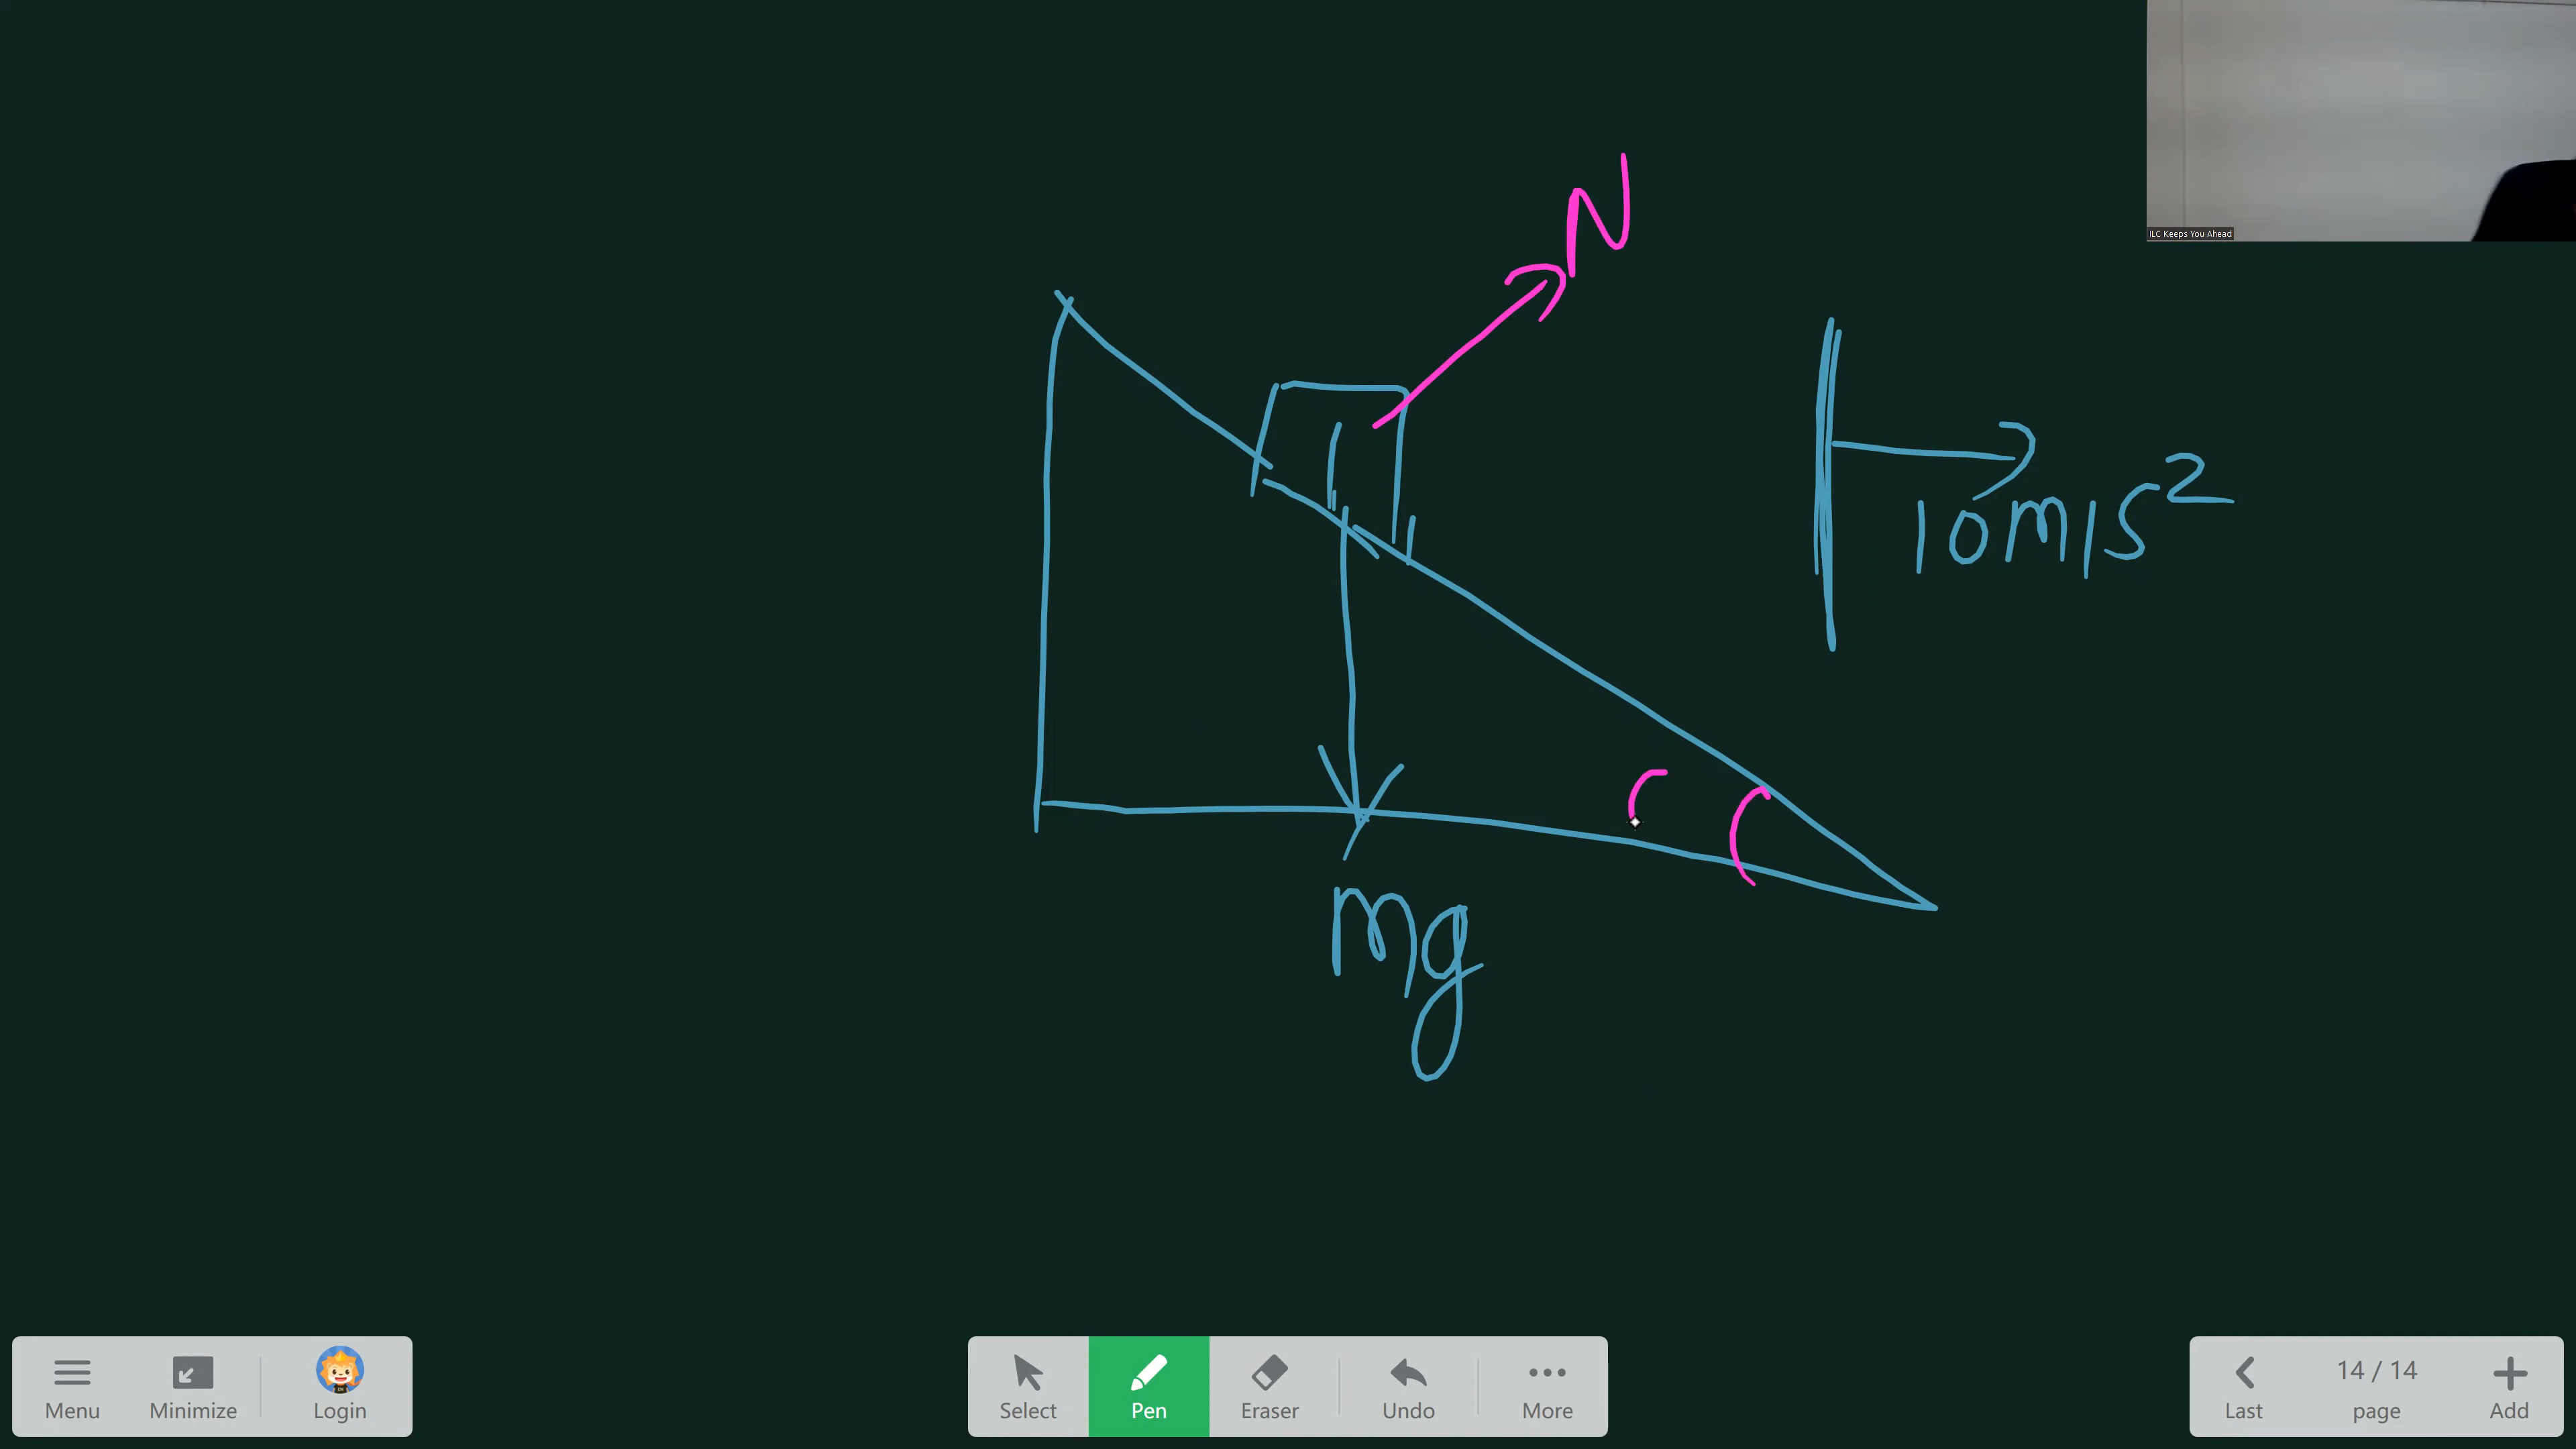 ILC Keeps You Ahead
N
10m/s²
mg
Menu
Minimize
Login
Select
Pen
Eraser
Undo
More
Last
14 / 14
page
Add